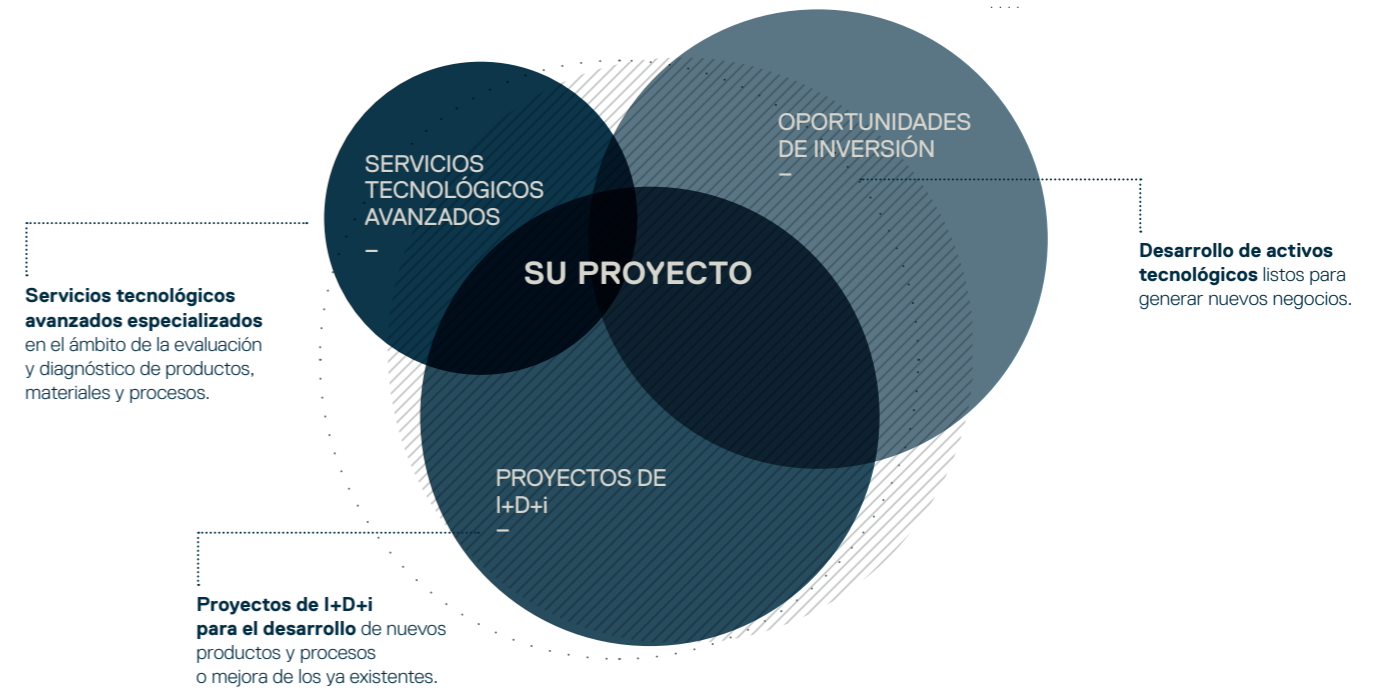 SERVICIOS
TECNOLÓGICOS
AVANZADOS
–
OPORTUNIDADES
DE INVERSIÓN
–
SU PROYECTO
PROYECTOS DE
I+D+i
–
Servicios tecnológicos
avanzados especializados
en el ámbito de la evaluación
y diagnóstico de productos,
materiales y procesos.
Desarrollo de activos
tecnológicos listos para
generar nuevos negocios.
Proyectos de I+D+i
para el desarrollo de nuevos
productos y procesos
o mejora de los ya existentes.